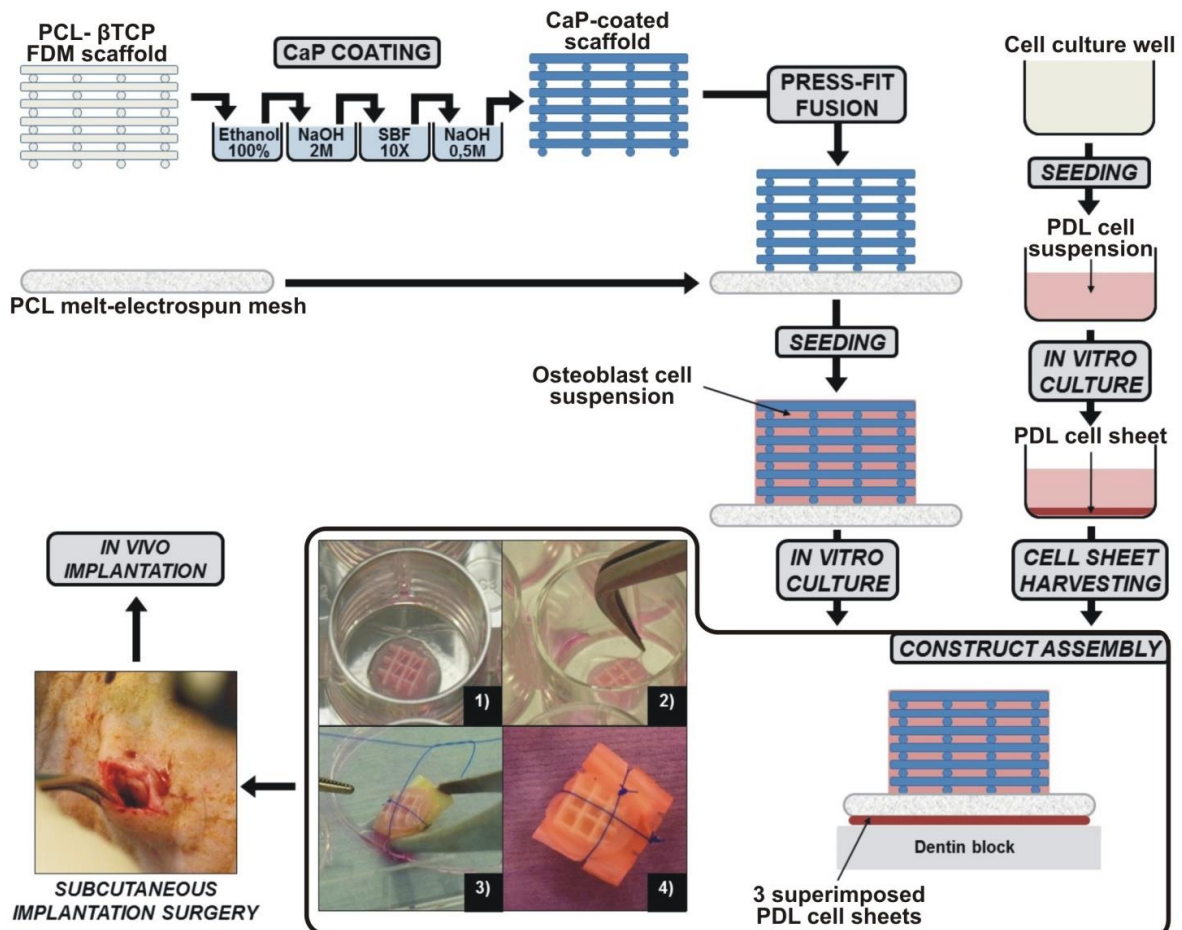 PCL- βTCP
FDM scaffold
CaP COATING
Ethanol
100%
NaOH
2M
SBF
10X
NaOH
0,5M
CaP-coated
scaffold
PRESS-FIT
FUSION
Cell culture well
SEEDING
PDL cell
suspension
PCL melt-electrospun mesh
SEEDING
Osteoblast cell
suspension
IN VITRO
CULTURE
PDL cell sheet
IN VITRO
CULTURE
CELL SHEET
HARVESTING
IN VIVO
IMPLANTATION
1)
2)
3)
4)
CONSTRUCT ASSEMBLY
Dentin block
3 superimposed
PDL cell sheets
SUBCUTANEOUS
IMPLANTATION SURGERY